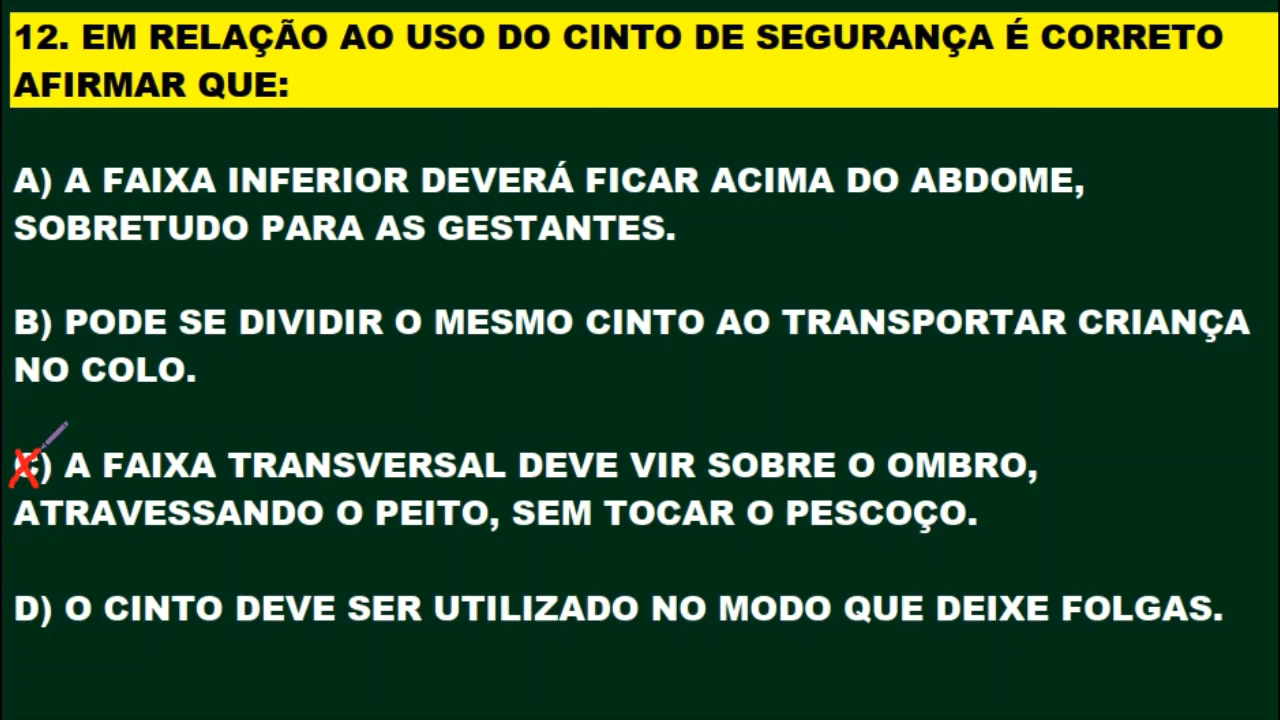 12. EM RELAÇÃO AO USO DO CINTO DE SEGURANÇA É CORRETO
AFIRMAR QUE:
A) A FAIXA INFERIOR DEVERÁ FICAR ACIMA DO ABDOME,
SOBRETUDO PARA AS GESTANTES.
B) PODE SE DIVIDIR O MESMO CINTO AO TRANSPORTAR CRIANÇA
NO COLO.
C) A FAIXA TRANSVERSAL DEVE VIR SOBRE O OMBRO,
ATRAVESSANDO O PEITO, SEM TOCAR O PESCOÇO.
D) O CINTO DEVE SER UTILIZADO NO MODO QUE DEIXE FOLGAS.